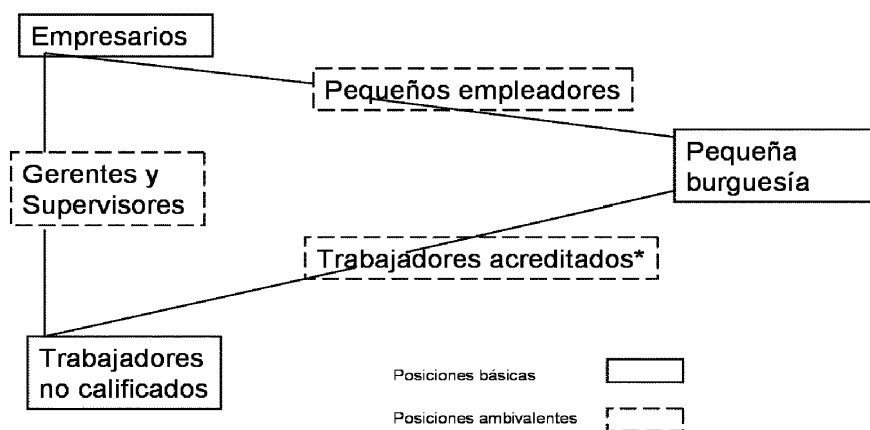 Empresarios
Pequeños empleadores
Pequeña
burguesía
Gerentes y
Supervisores
Trabajadores acreditados*
Trabajadores
no calificados
Posiciones básicas
Posiciones ambivalentes